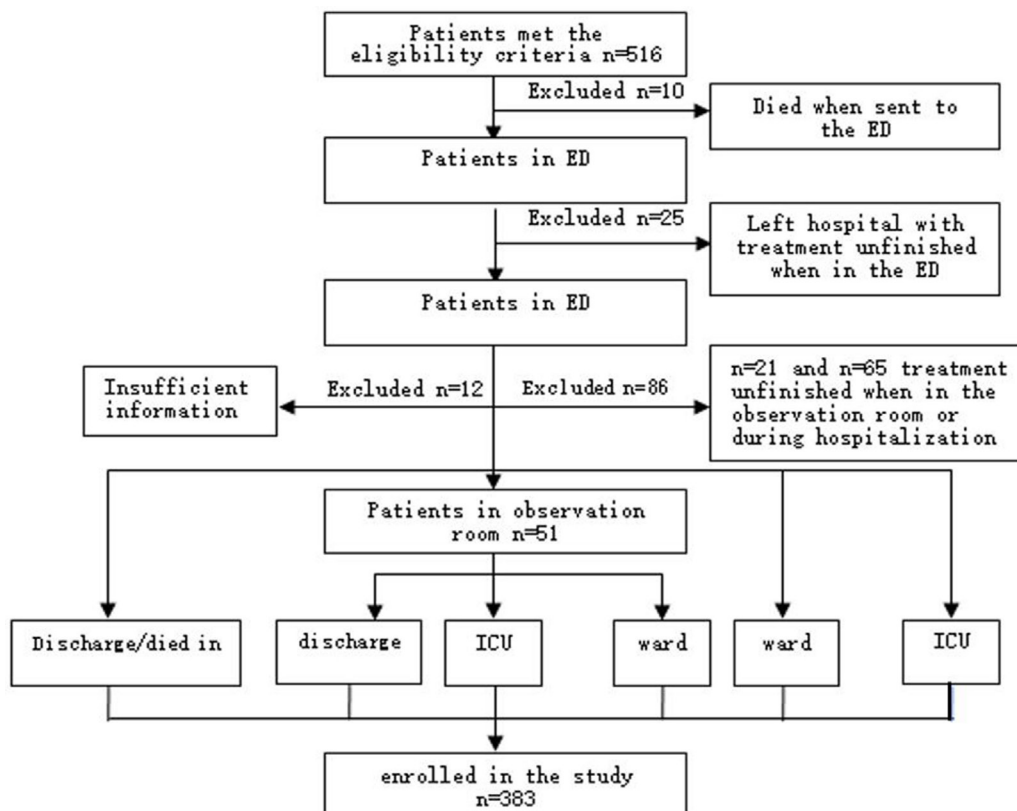 Patients met the
eligibility criteria n=516
Excluded n=10
Died when sent to
the ED
Patients in ED
Excluded n=25
Left hospital with
treatment unfinished
when in the ED
Patients in ED
Insufficient
information
Excluded n=12
Excluded n=86
n=21 and n=65 treatment
unfinished when in the
observation room or
during hospitalization
Patients in observation
room n=51
Discharge/died in
discharge
ICU
ward
ward
ICU
enrolled in the study
n=383